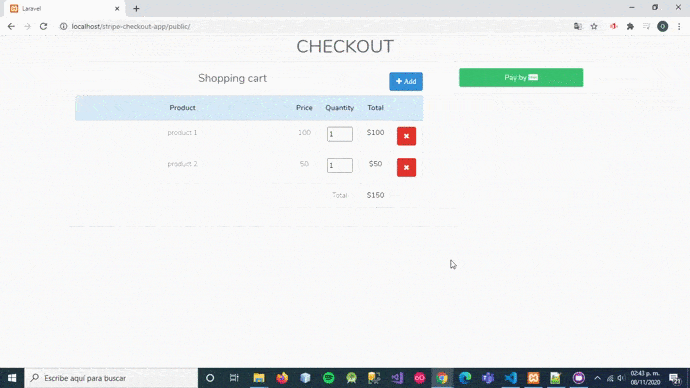 Laravel
localhost/stripe-checkout-app/public/
CHECKOUT
Shopping cart
Add
Pay by
Product Price Quantity Total
product 1 100 1 $100
product 2 50 1 $50
Total $150
Escribe aquí para buscar
02:43 p. m.
08/11/2020